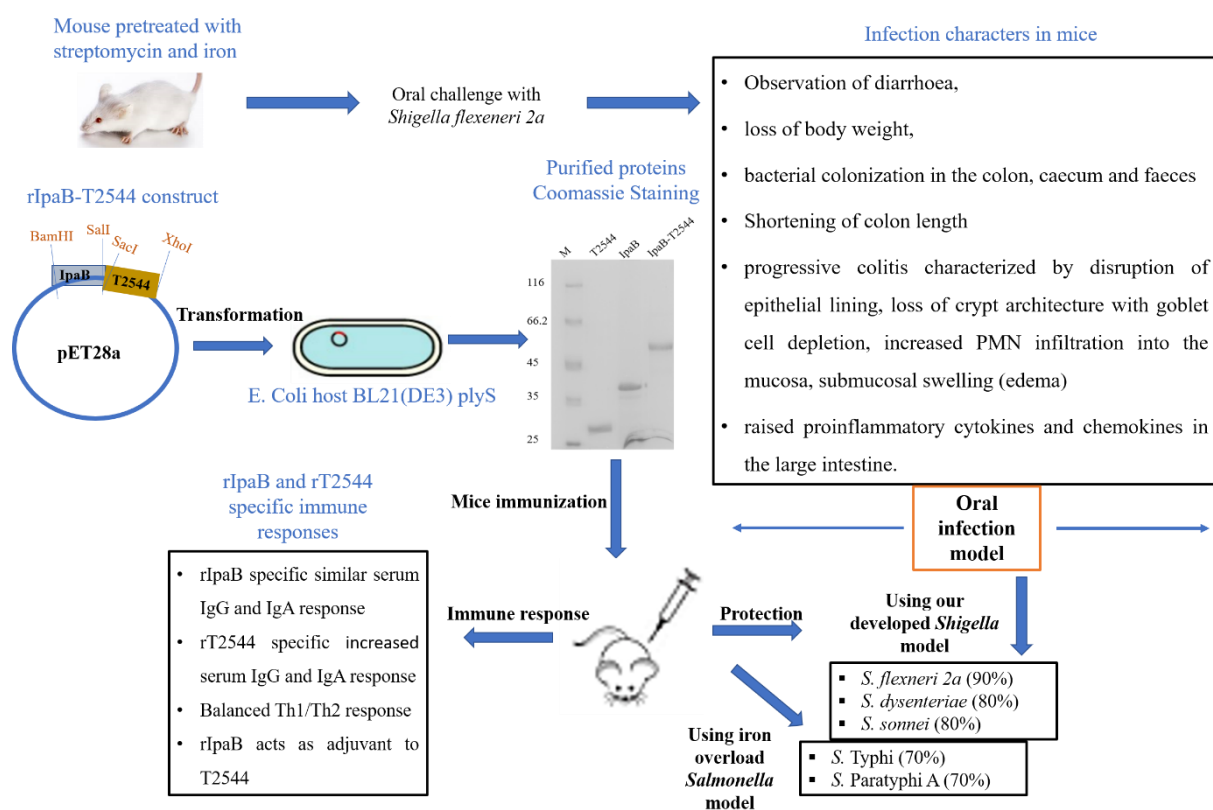 Mouse pretreated with
streptomycin and iron
Oral challenge with
Shigella flexeneri 2a
Infection characters in mice
• Observation of diarrhoea,
• loss of body weight,
• bacterial colonization in the colon, caecum and faeces
• Shortening of colon length
• progressive colitis characterized by disruption of
epithelial lining, loss of crypt architecture with goblet
cell depletion, increased PMN infiltration into the
mucosa, submucosal swelling (edema)
• raised proinflammatory cytokines and chemokines in
the large intestine.
rIpaB-T2544 construct
BamHI
SalI
SacI
XhoI
IpaB
T2544
pET28a
Transformation
E. Coli host BL21(DE3) plyS
Purified proteins
Coomassie Staining
M
T2544
IpaB
IpaB-T2544
116
66.2
45
35
25
Mice immunization
Oral
infection
model
rIpaB and rT2544
specific immune
responses
• rIpaB specific similar serum
IgG and IgA response
• rT2544 specific increased
serum IgG and IgA response
• Balanced Th1/Th2 response
• rIpaB acts as adjuvant to
T2544
Immune response
Protection
Using our
developed Shigella
model
▪ S. flexneri 2a (90%)
▪ S. dysenteriae (80%)
▪ S. sonnei (80%)
Using iron
overload
Salmonella
model
▪ S. Typhi (70%)
▪ S. Paratyphi A (70%)